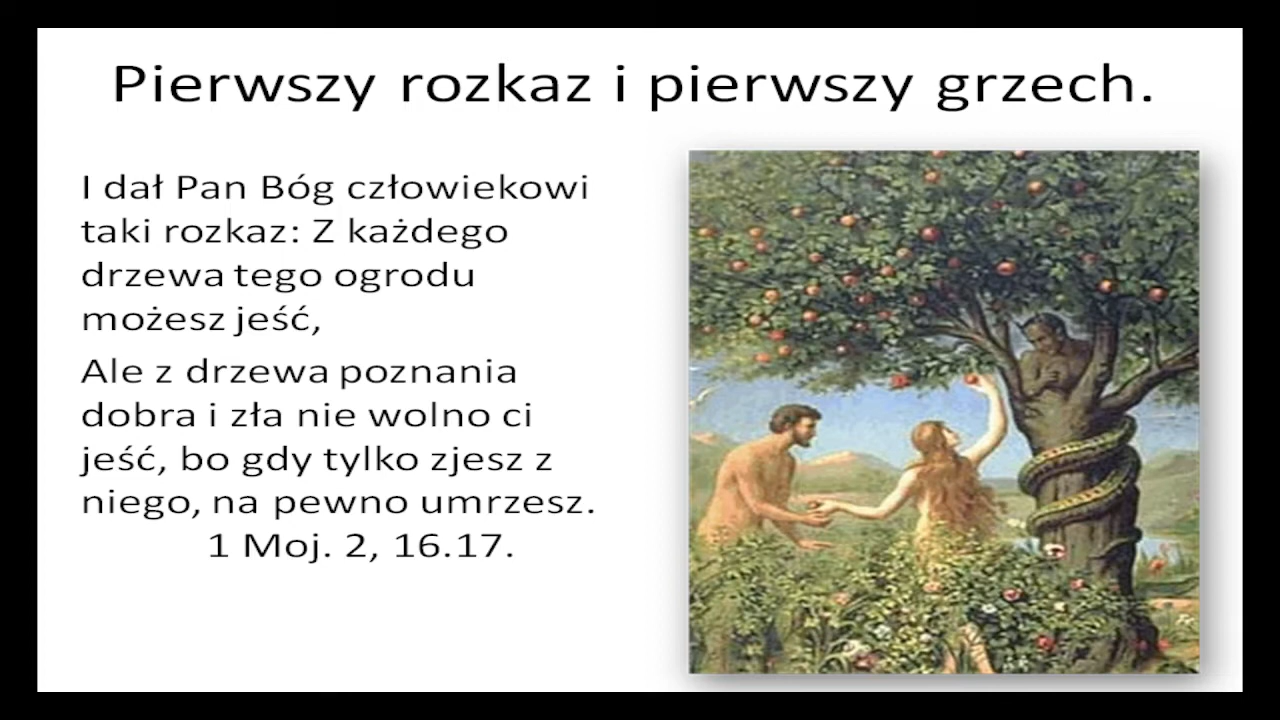 Pierwszy rozkaz i pierwszy grzech.
I dał Pan Bóg człowiekowi
taki rozkaz: Z każdego
drzewa tego ogrodu
możesz jeść,
Ale z drzewa poznania
dobra i zła nie wolno ci
jeść, bo gdy tylko zjesz z
niego, na pewno umrzesz.
1 Moj. 2, 16.17.